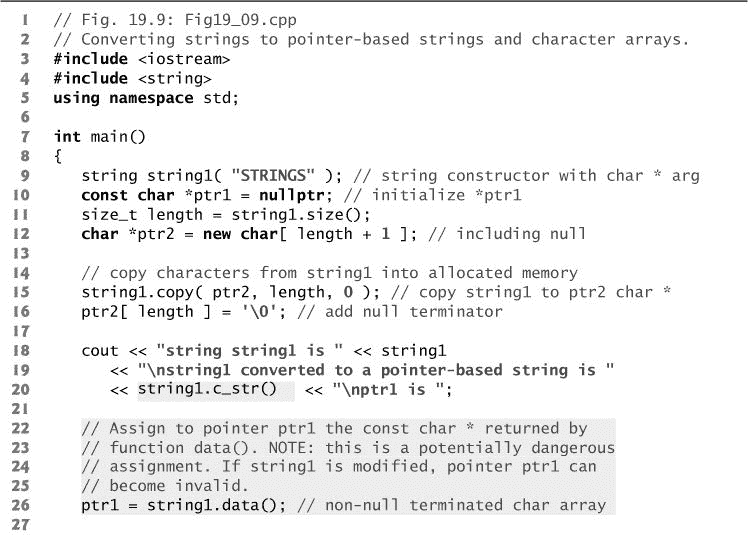 1 // Fig. 19.9: Fig19_09.cpp
2 // Converting strings to pointer-based strings and character arrays.
3 #include <iostream>
4 #include <string>
5 using namespace std;
6
7 int main()
8 {
9 string string1( "STRINGS" ); // string constructor with char * arg
10 const char *ptr1 = nullptr; // initialize *ptr1
11 size_t length = string1.size();
12 char *ptr2 = new char[ length + 1 ]; // including null
13
14 // copy characters from string1 into allocated memory
15 string1.copy( ptr2, length, 0 ); // copy string1 to ptr2 char *
16 ptr2[ length ] = '\0'; // add null terminator
17
18 cout << "string string1 is " << string1
19 << "\nstring1 converted to a pointer-based string is "
20 << string1.c_str() << "\nptr1 is ";
21
22 // Assign to pointer ptr1 the const char * returned by
23 // function data(). NOTE: this is a potentially dangerous
24 // assignment. If string1 is modified, pointer ptr1 can
25 // become invalid.
26 ptr1 = string1.data(); // non-null terminated char array
27